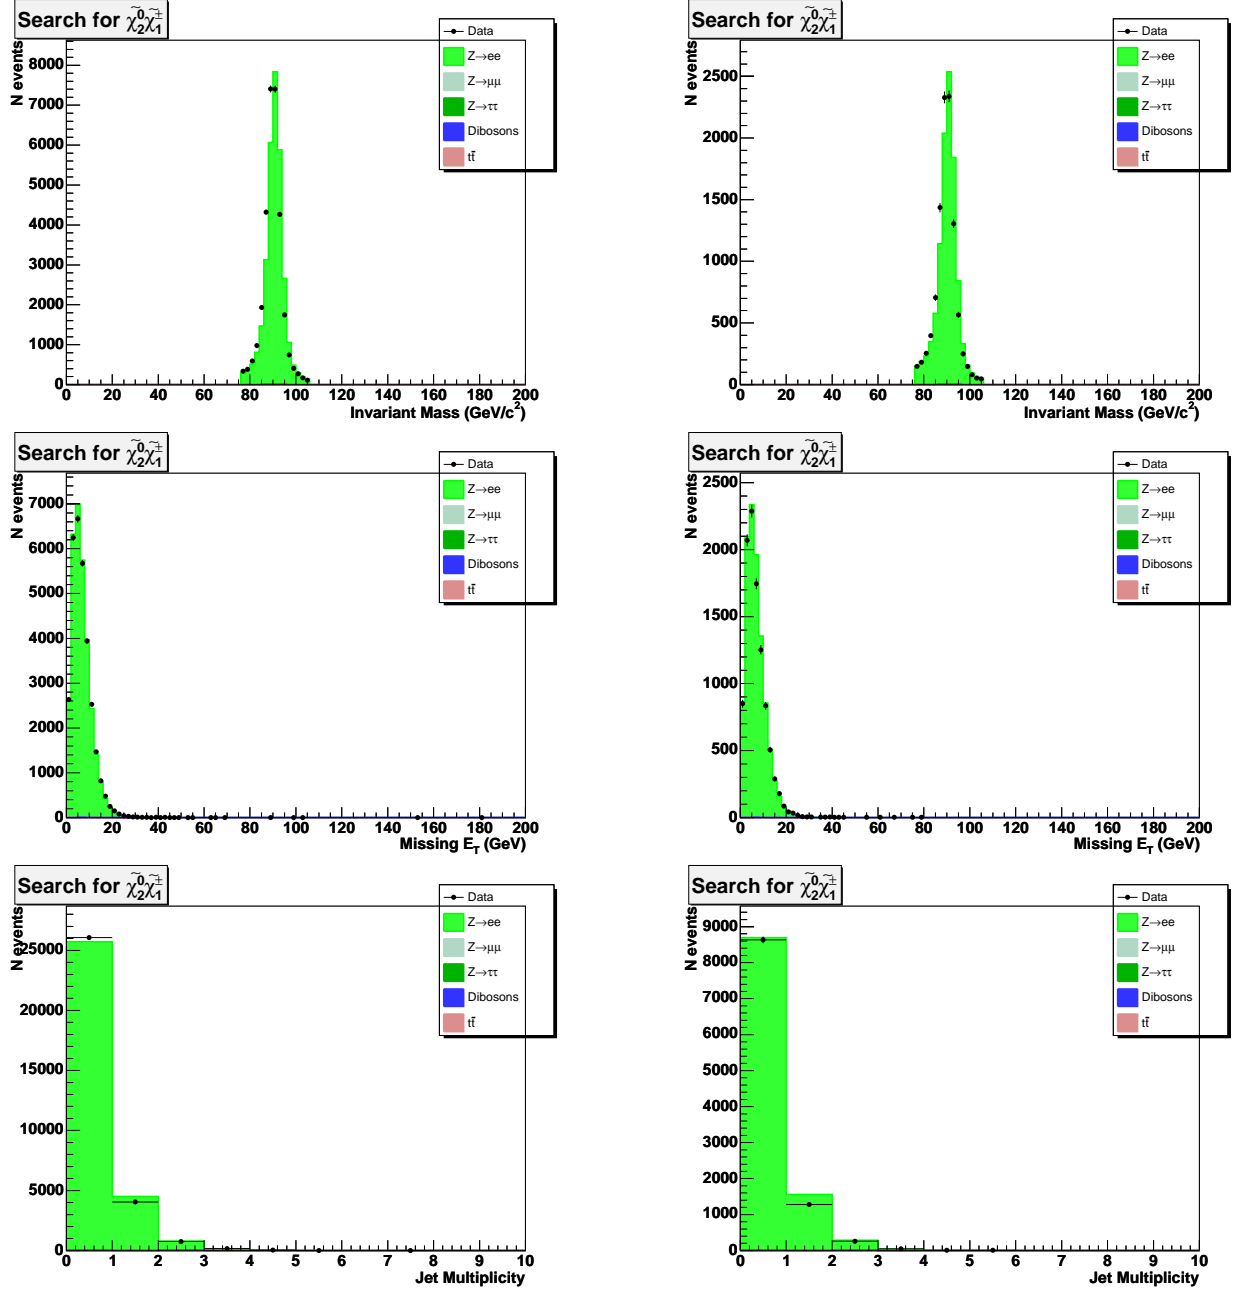 Search for χ̃⁰₂χ̃±₁
N events
Data
Z→ee
Z→μμ
Z→ττ
Dibosons
tt̄
8000
7000
6000
5000
4000
3000
2000
1000
0
0 20 40 60 80 100 120 140 160 180 200
Invariant Mass (GeV/c²)
Search for χ̃⁰₂χ̃±₁
N events
Data
Z→ee
Z→μμ
Z→ττ
Dibosons
tt̄
2500
2000
1500
1000
500
0
0 20 40 60 80 100 120 140 160 180 200
Invariant Mass (GeV/c²)
Search for χ̃⁰₂χ̃±₁
N events
Data
Z→ee
Z→μμ
Z→ττ
Dibosons
tt̄
7000
6000
5000
4000
3000
2000
1000
0
0 20 40 60 80 100 120 140 160 180 200
Missing E_T (GeV)
Search for χ̃⁰₂χ̃±₁
N events
Data
Z→ee
Z→μμ
Z→ττ
Dibosons
tt̄
2500
2000
1500
1000
500
0
0 20 40 60 80 100 120 140 160 180 200
Missing E_T (GeV)
Search for χ̃⁰₂χ̃±₁
N events
Data
Z→ee
Z→μμ
Z→ττ
Dibosons
tt̄
25000
20000
15000
10000
5000
0
0 1 2 3 4 5 6 7 8 9 10
Jet Multiplicity
Search for χ̃⁰₂χ̃±₁
N events
Data
Z→ee
Z→μμ
Z→ττ
Dibosons
tt̄
9000
8000
7000
6000
5000
4000
3000
2000
1000
0
0 1 2 3 4 5 6 7 8 9 10
Jet Multiplicity